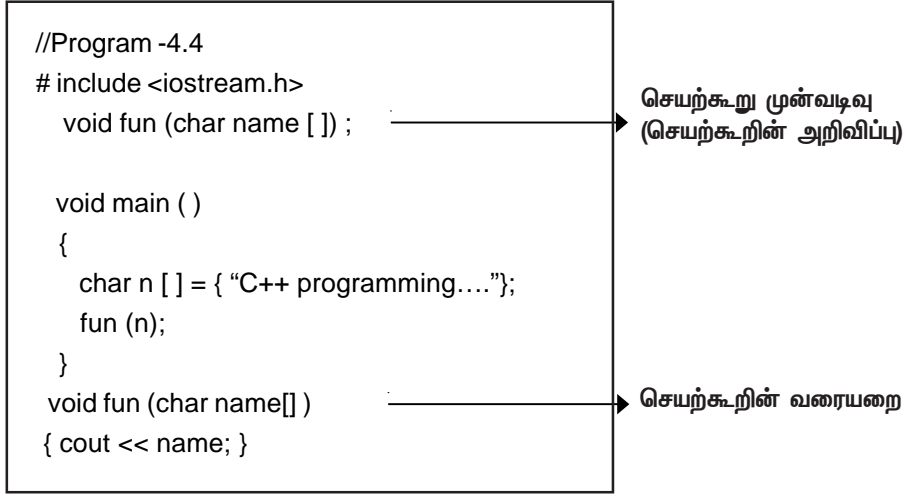 //Program -4.4
# include <iostream.h>
void fun (char name [ ]) ;
செயற்கூறு முன்வடிவு
(செயற்கூறின் அறிவிப்பு)
void main ( )
{
char n [ ] = { “C++ programming….”};
fun (n);
}
void fun (char name[] )
செயற்கூறின் வரையறை
{ cout << name; }